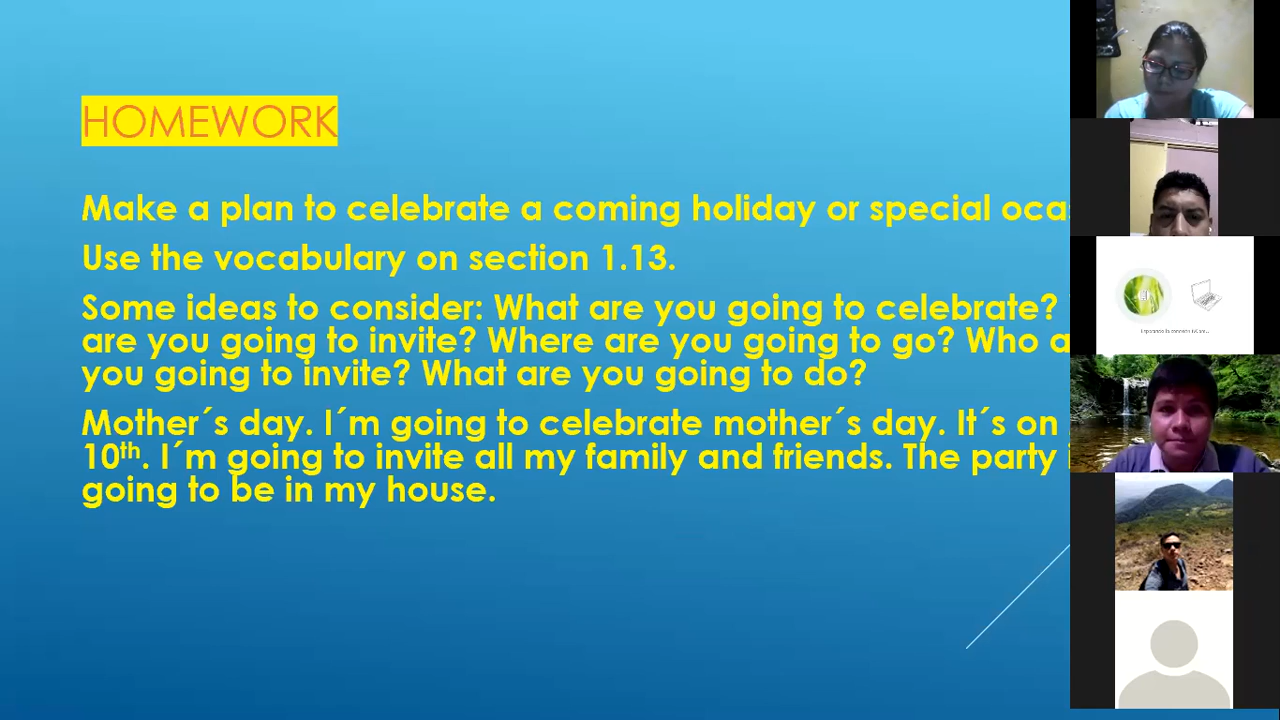 HOMEWORK
Make a plan to celebrate a coming holiday or special ocas
Use the vocabulary on section 1.13.
Some ideas to consider: What are you going to celebrate?
are you going to invite? Where are you going to go? Who a
you going to invite? What are you going to do?
Mother´s day. I´m going to celebrate mother´s day. It´s on
10th. I´m going to invite all my family and friends. The party
going to be in my house.